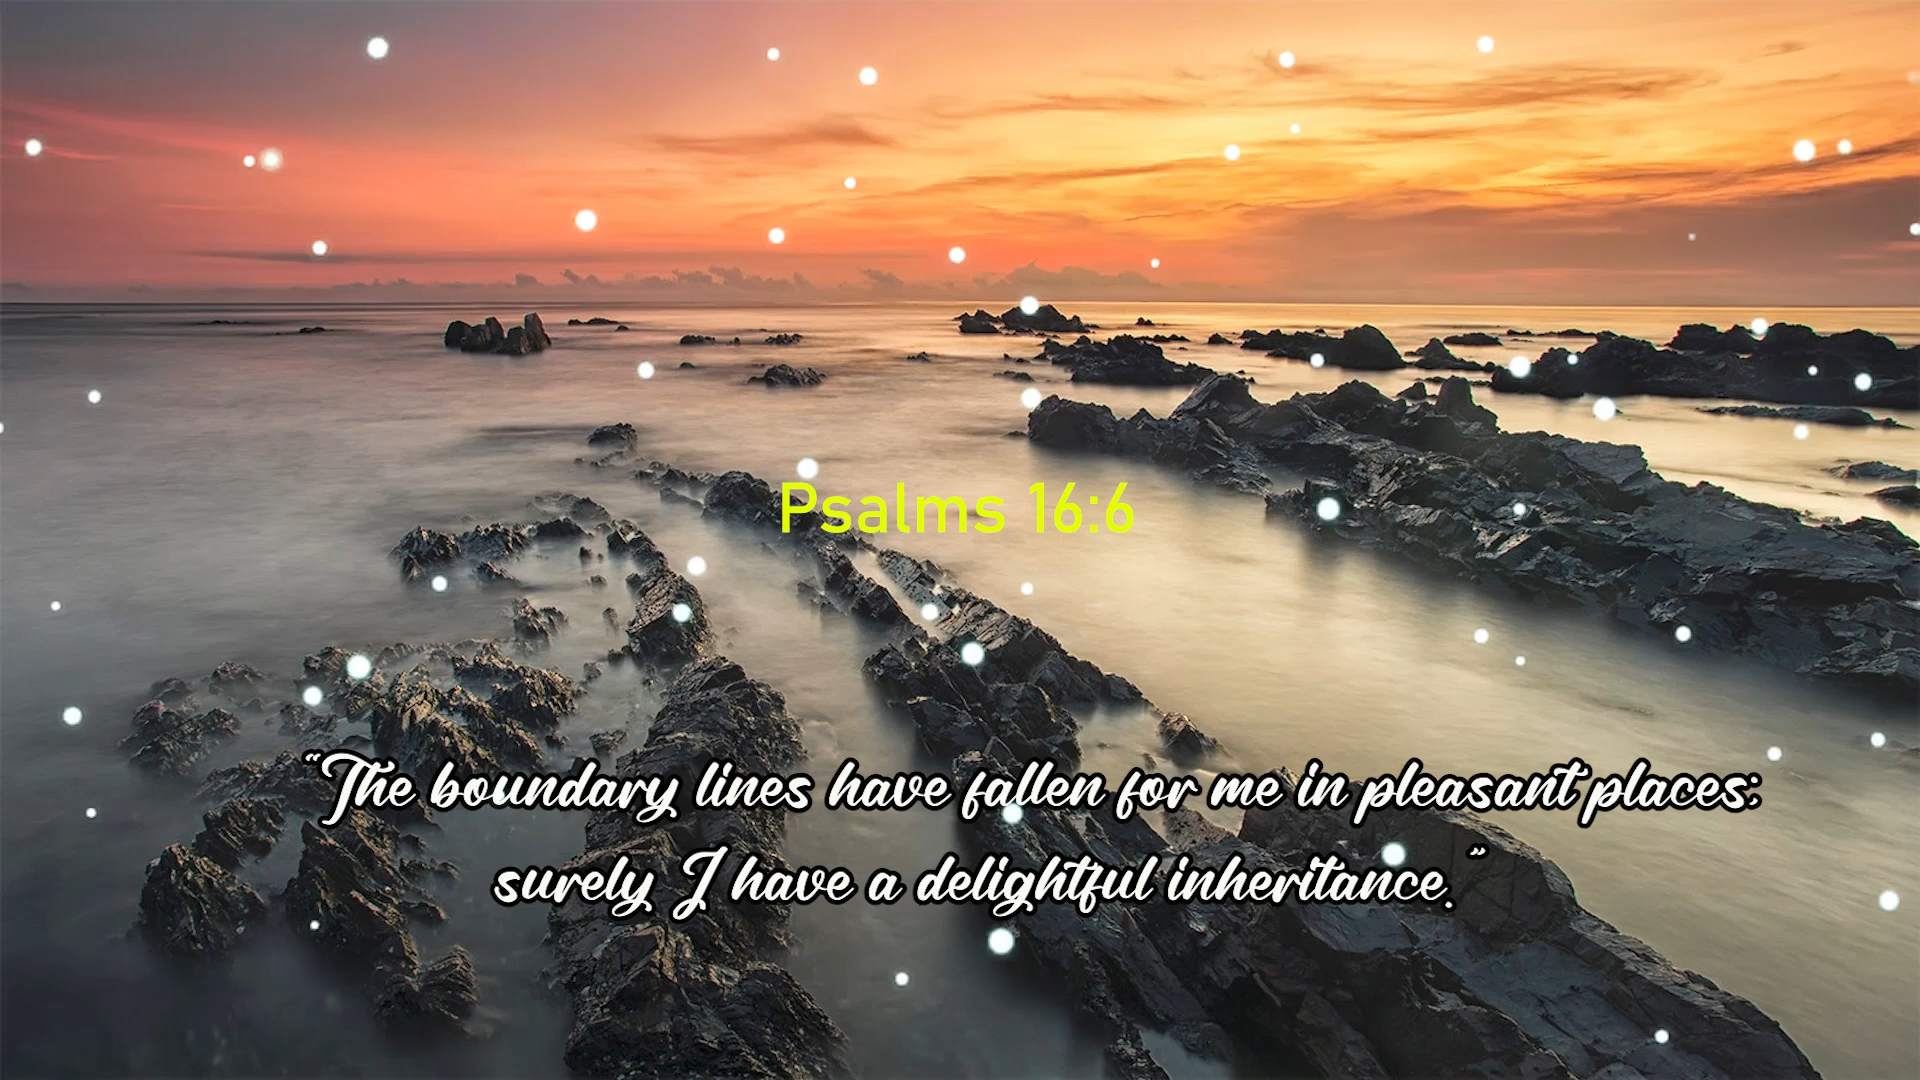 Psalms 16:6
"The boundary lines have fallen for me in pleasant places;
surely I have a delightful inheritance."